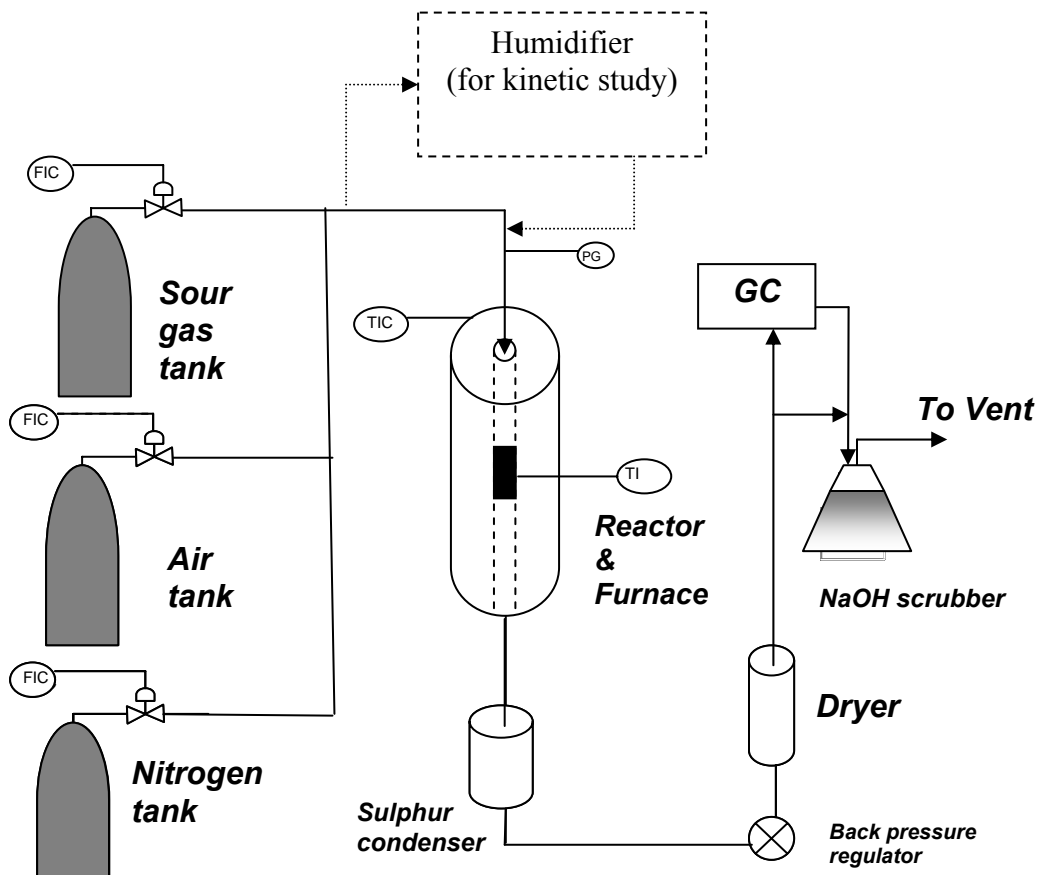 Humidifier
(for kinetic study)
FIC
PG
Sour
gas
tank
TIC
GC
FIC
To Vent
TI
Air
tank
Reactor
&
Furnace
NaOH scrubber
FIC
Dryer
Nitrogen
tank
Sulphur
condenser
Back pressure
regulator